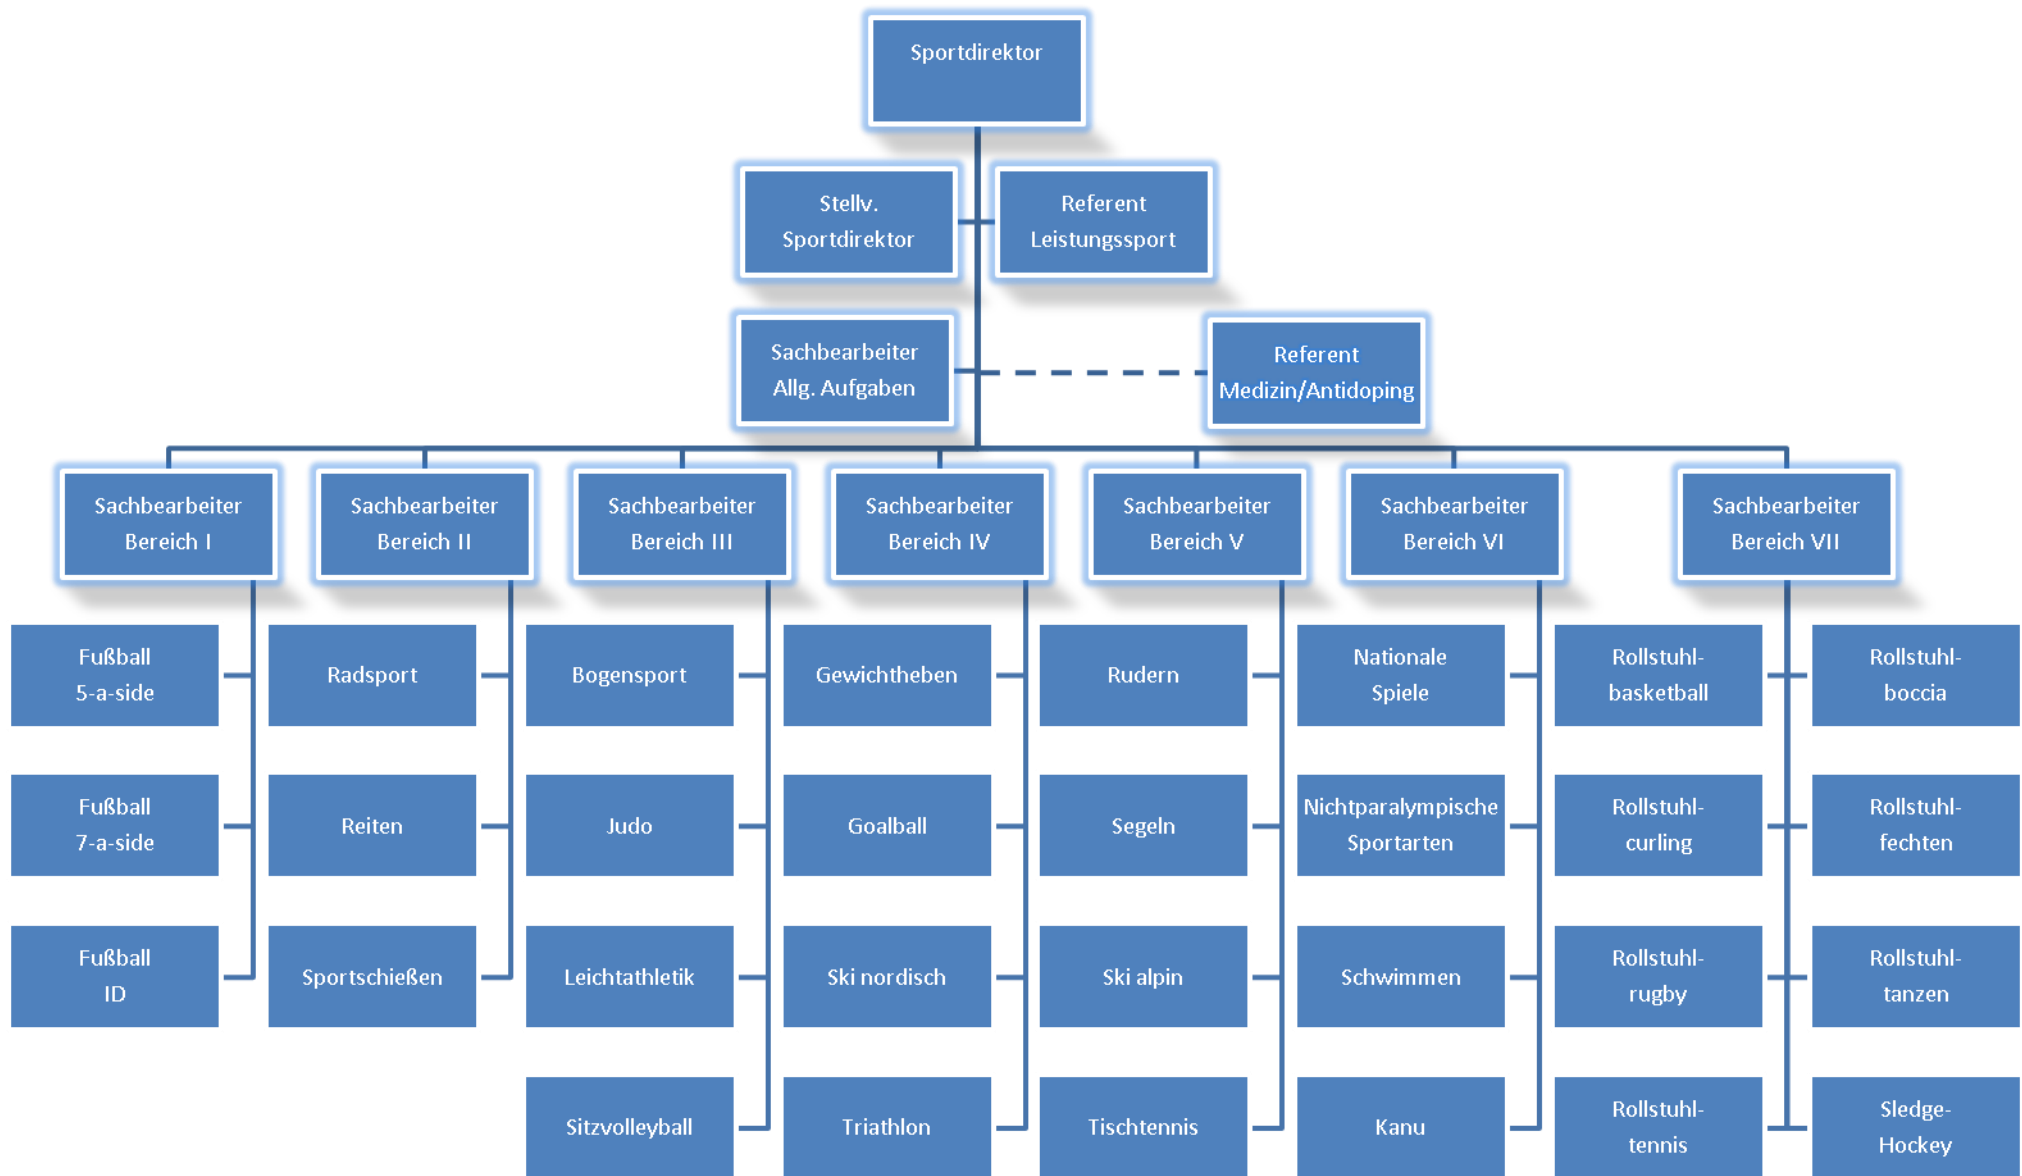 Sportdirektor
Stellv.
Sportdirektor
Referent
Leistungssport
Sachbearbeiter
Allg. Aufgaben
Referent
Medizin/Antidoping
Sachbearbeiter
Bereich I
Sachbearbeiter
Bereich II
Sachbearbeiter
Bereich III
Sachbearbeiter
Bereich IV
Sachbearbeiter
Bereich V
Sachbearbeiter
Bereich VI
Sachbearbeiter
Bereich VII
Fußball
5-a-side
Radsport
Bogensport
Gewichtheben
Rudern
Nationale
Spiele
Rollstuhl-
basketball
Rollstuhl-
boccia
Fußball
7-a-side
Reiten
Judo
Goalball
Segeln
Nichtparalympische
Sportarten
Rollstuhl-
curling
Rollstuhl-
fechten
Fußball
ID
Sportschießen
Leichtathletik
Ski nordisch
Ski alpin
Schwimmen
Rollstuhl-
rugby
Rollstuhl-
tanzen
Sitzvolleyball
Triathlon
Tischtennis
Kanu
Rollstuhl-
tennis
Sledge-
Hockey